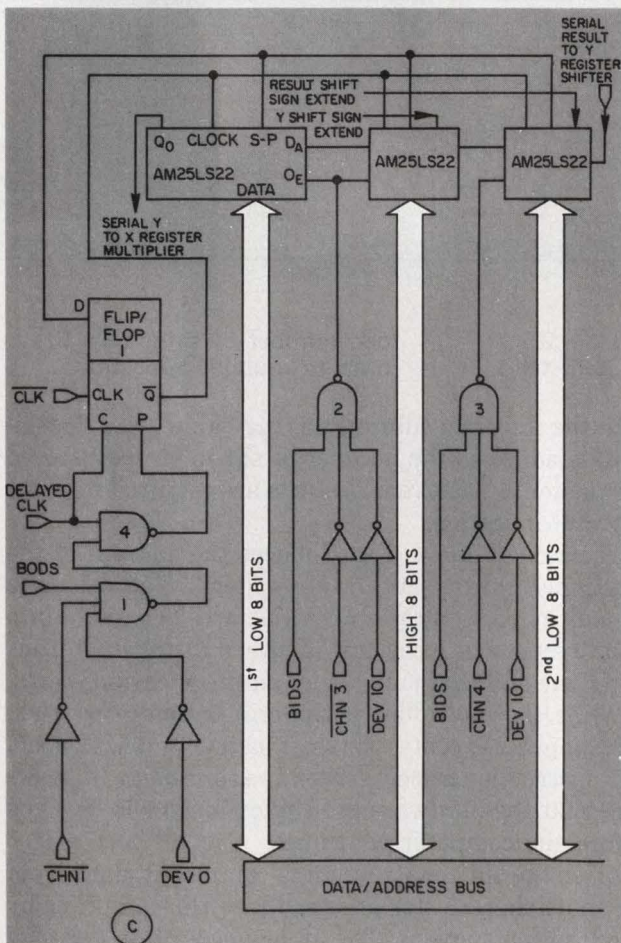 SERIAL
RESULT
TO Y
REGISTER
SHIFTER
RESULT SHIFT
SIGN EXTEND
Y SHIFT SIGN
EXTEND
Q0 CLOCK S-P DA
AM25LS22 OE
DATA
AM25LS22
AM25LS22
SERIAL Y
TO X REGISTER
MULTIPLIER
D
FLIP/
FLOP
1
CLK
CLK Q
C P
DELAYED
CLK
4
BODS
1
2
3
1st LOW 8 BITS
HIGH 8 BITS
2nd LOW 8 BITS
BIDS
CHN 3
DEV 10
BIDS
CHN 4
DEV 10
CHN1
DEV 0
DATA/ADDRESS BUS
C